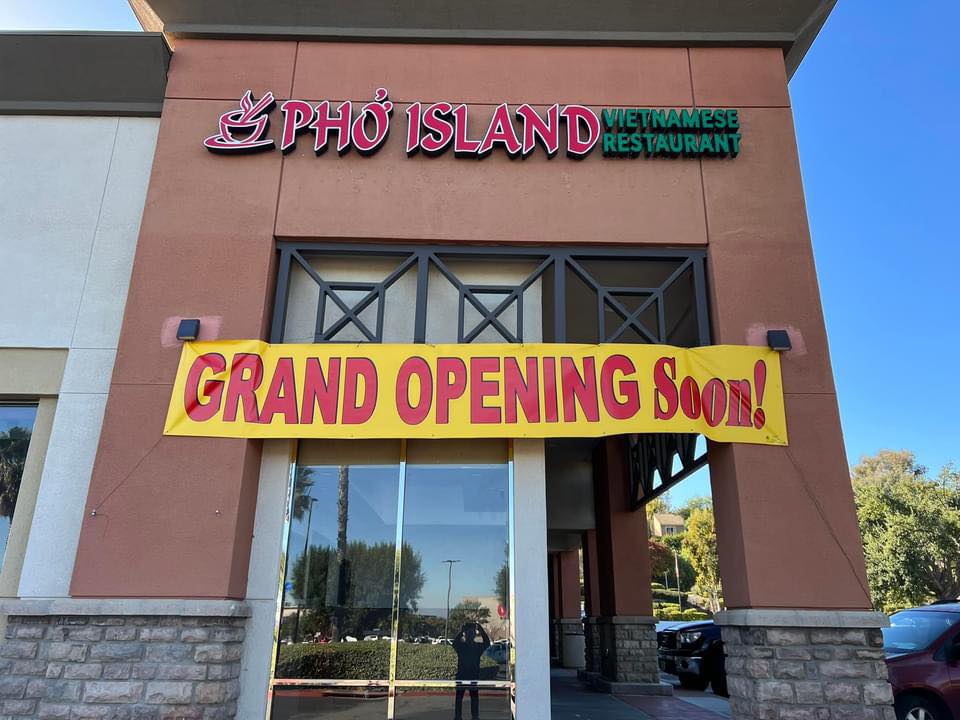 PHỞ ISLAND VIETNAMESE
RESTAURANT
GRAND OPENING Soon!